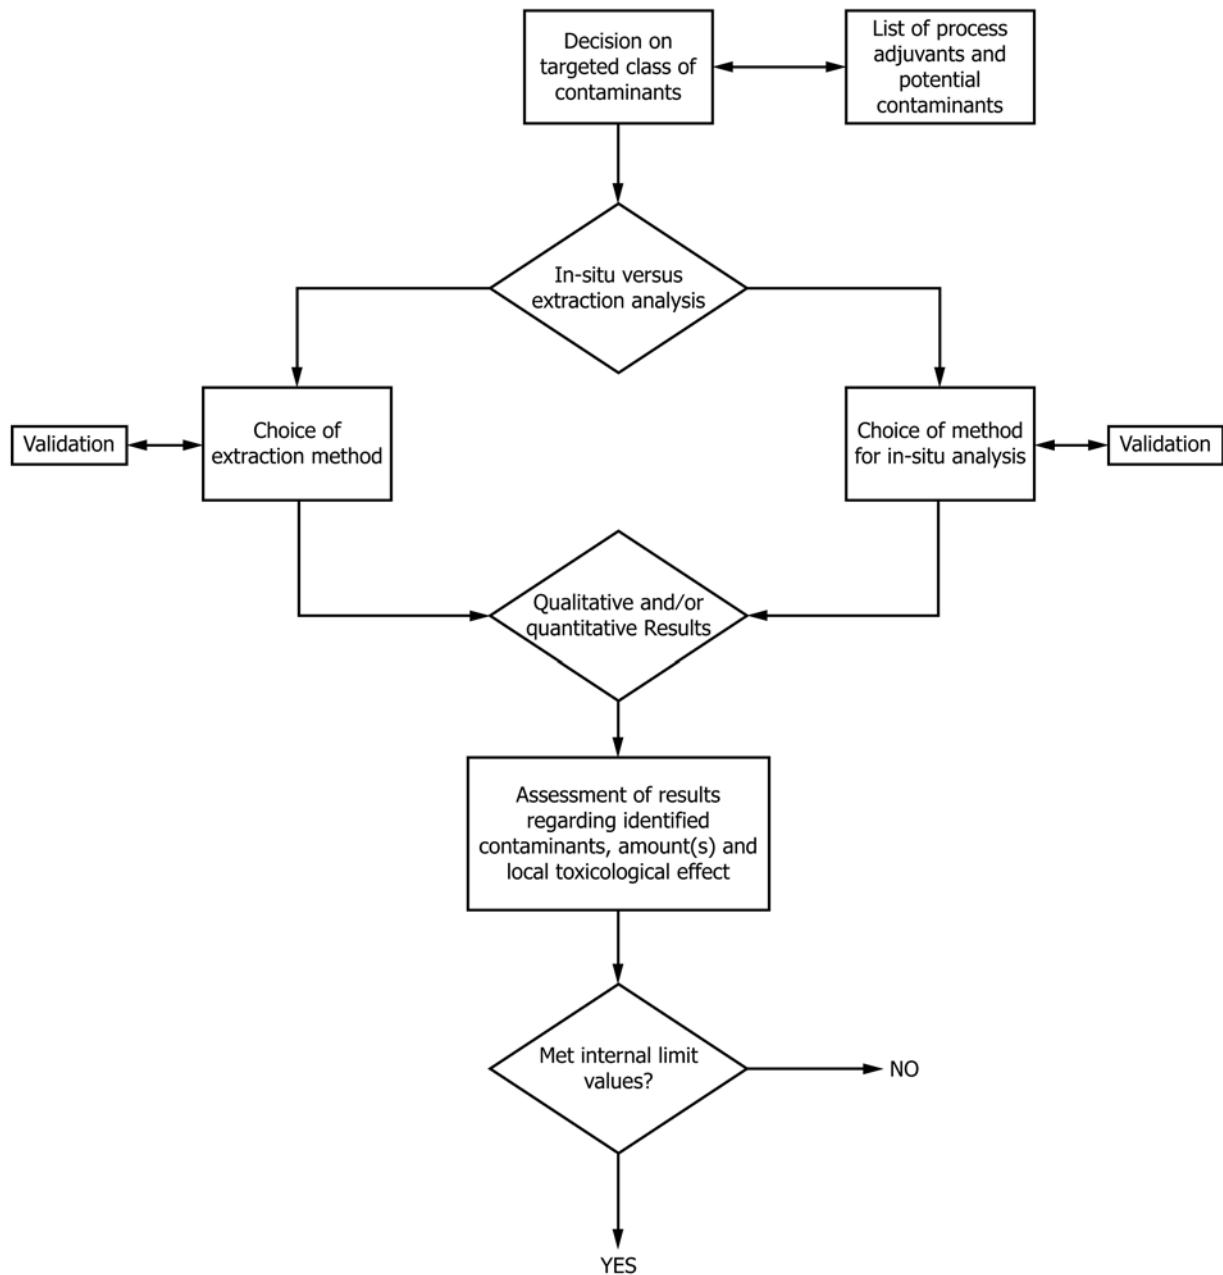 Decision on
targeted class of
contaminants
List of process
adjuvants and
potential
contaminants
In-situ versus
extraction analysis
Validation
Choice of
extraction method
Choice of method
for in-situ analysis
Validation
Qualitative and/or
quantitative Results
Assessment of results
regarding identified
contaminants, amount(s) and
local toxicological effect
Met internal limit
values?
NO
YES